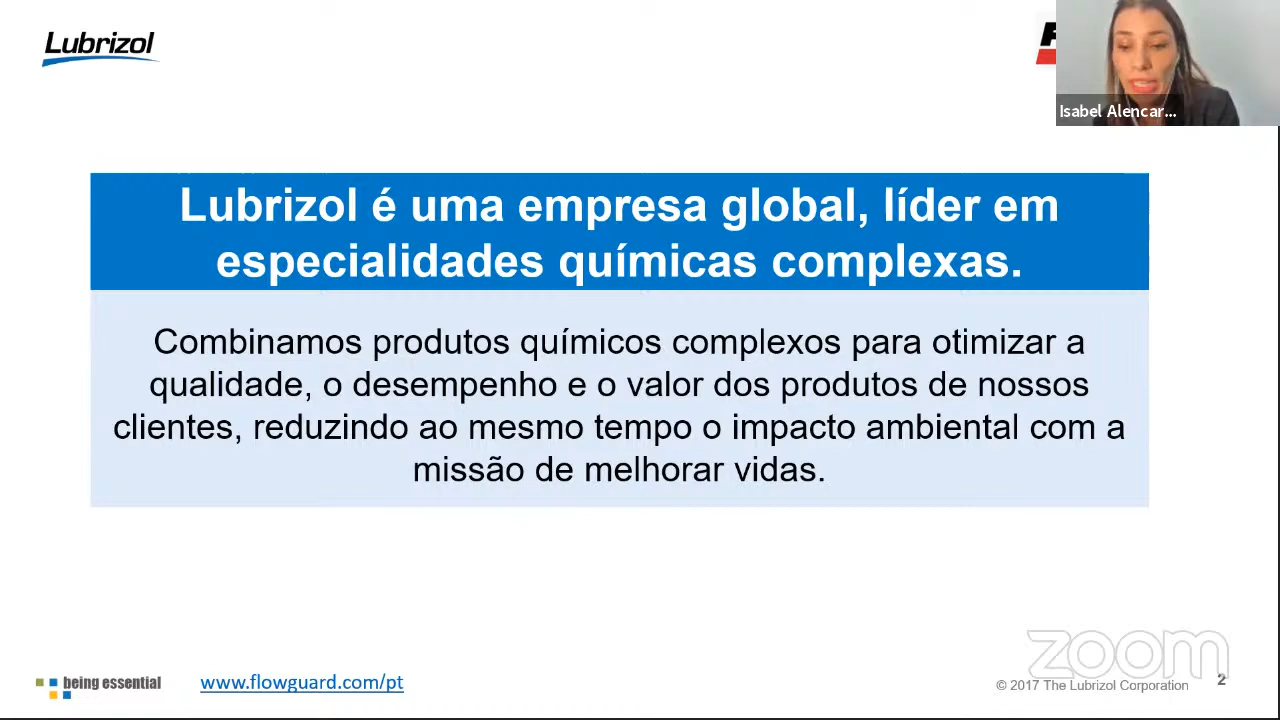 Lubrizol
Isabel Alencar...
Lubrizol é uma empresa global, líder em
especialidades químicas complexas.
Combinamos produtos químicos complexos para otimizar a
qualidade, o desempenho e o valor dos produtos de nossos
clientes, reduzindo ao mesmo tempo o impacto ambiental com a
missão de melhorar vidas.
zoom
being essential
www.flowguard.com/pt
© 2017 The Lubrizol Corporation
2